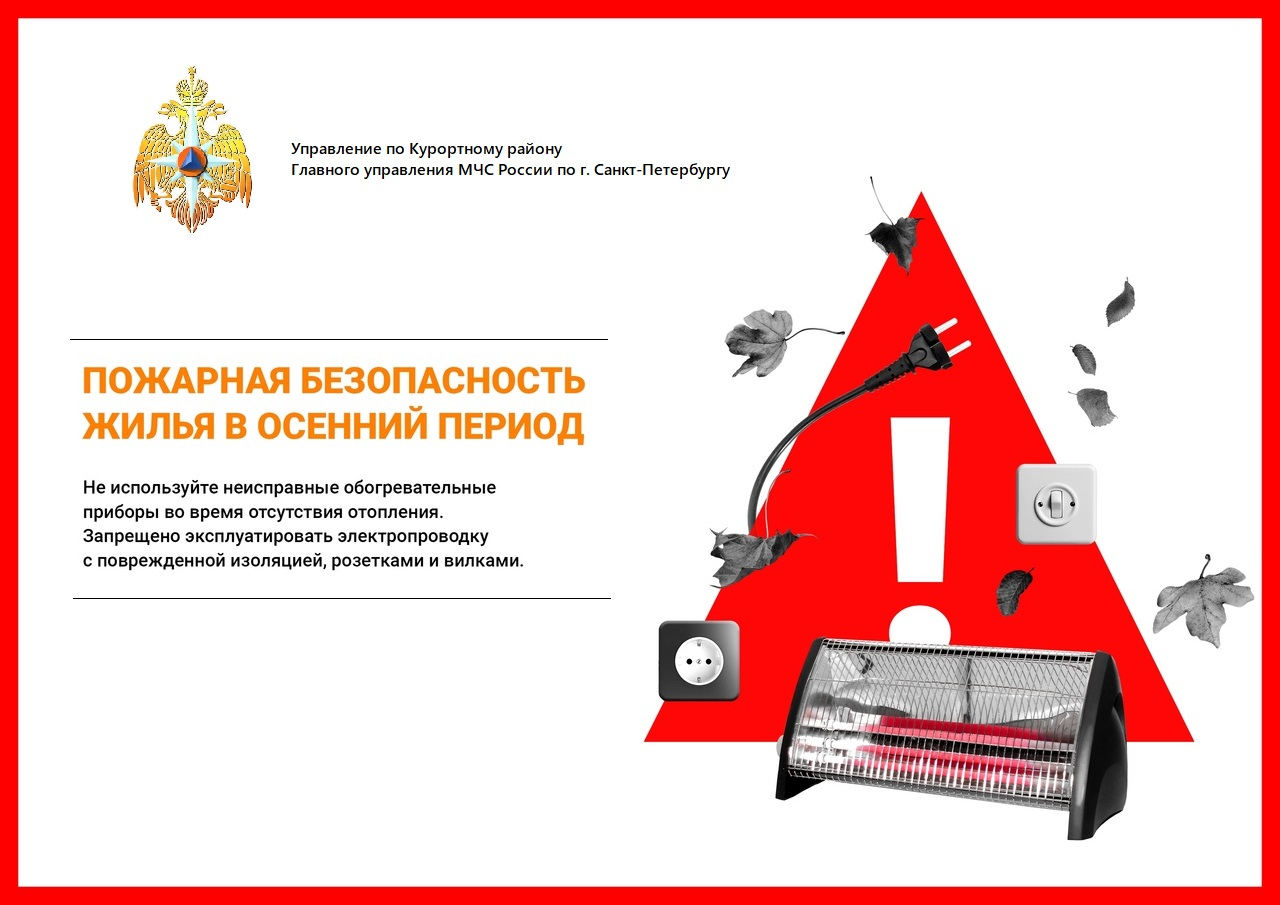 Управление по Курортному району
Главного управления МЧС России по г. Санкт-Петербургу
ПОЖАРНАЯ БЕЗОПАСНОСТЬ
ЖИЛЬЯ В ОСЕННИЙ ПЕРИОД
Не используйте неисправные обогревательные
приборы во время отсутствия отопления.
Запрещено эксплуатировать электропроводку
с поврежденной изоляцией, розетками и вилками.